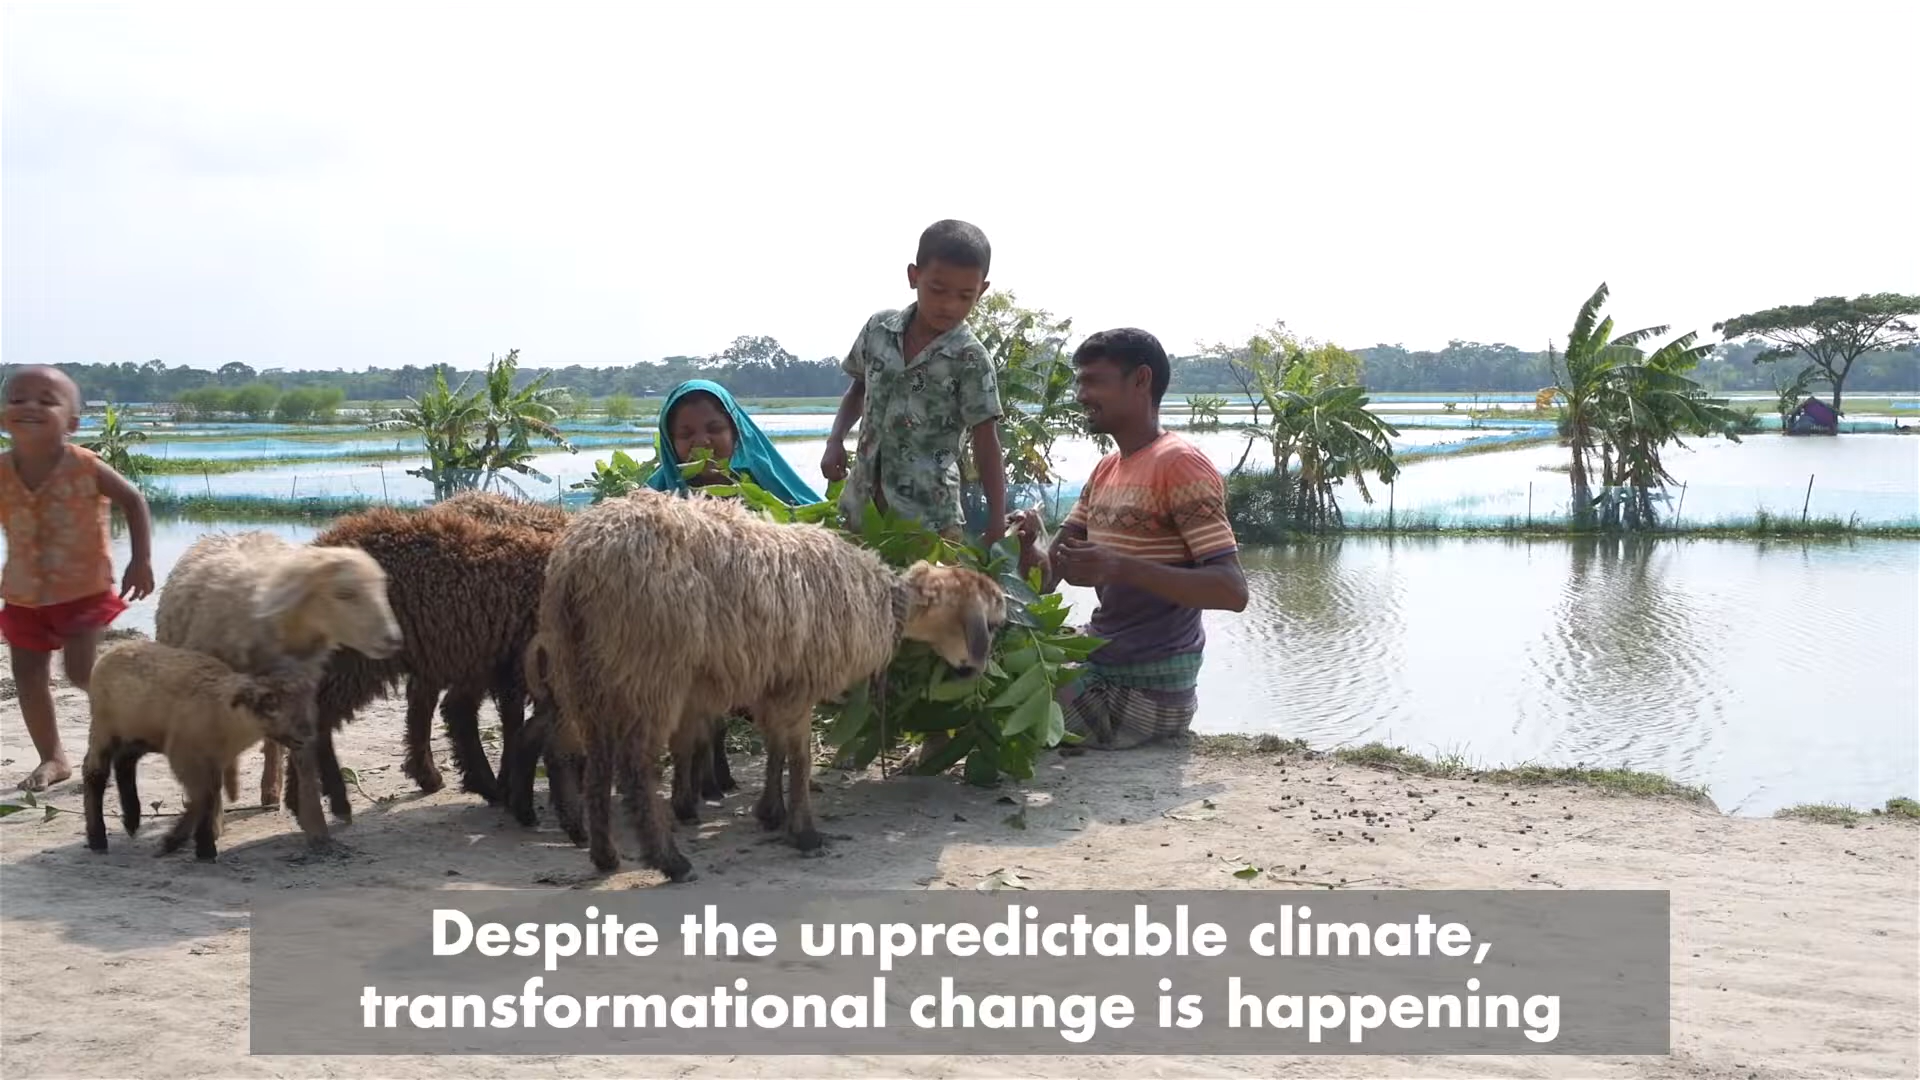 Despite the unpredictable climate,
transformational change is happening